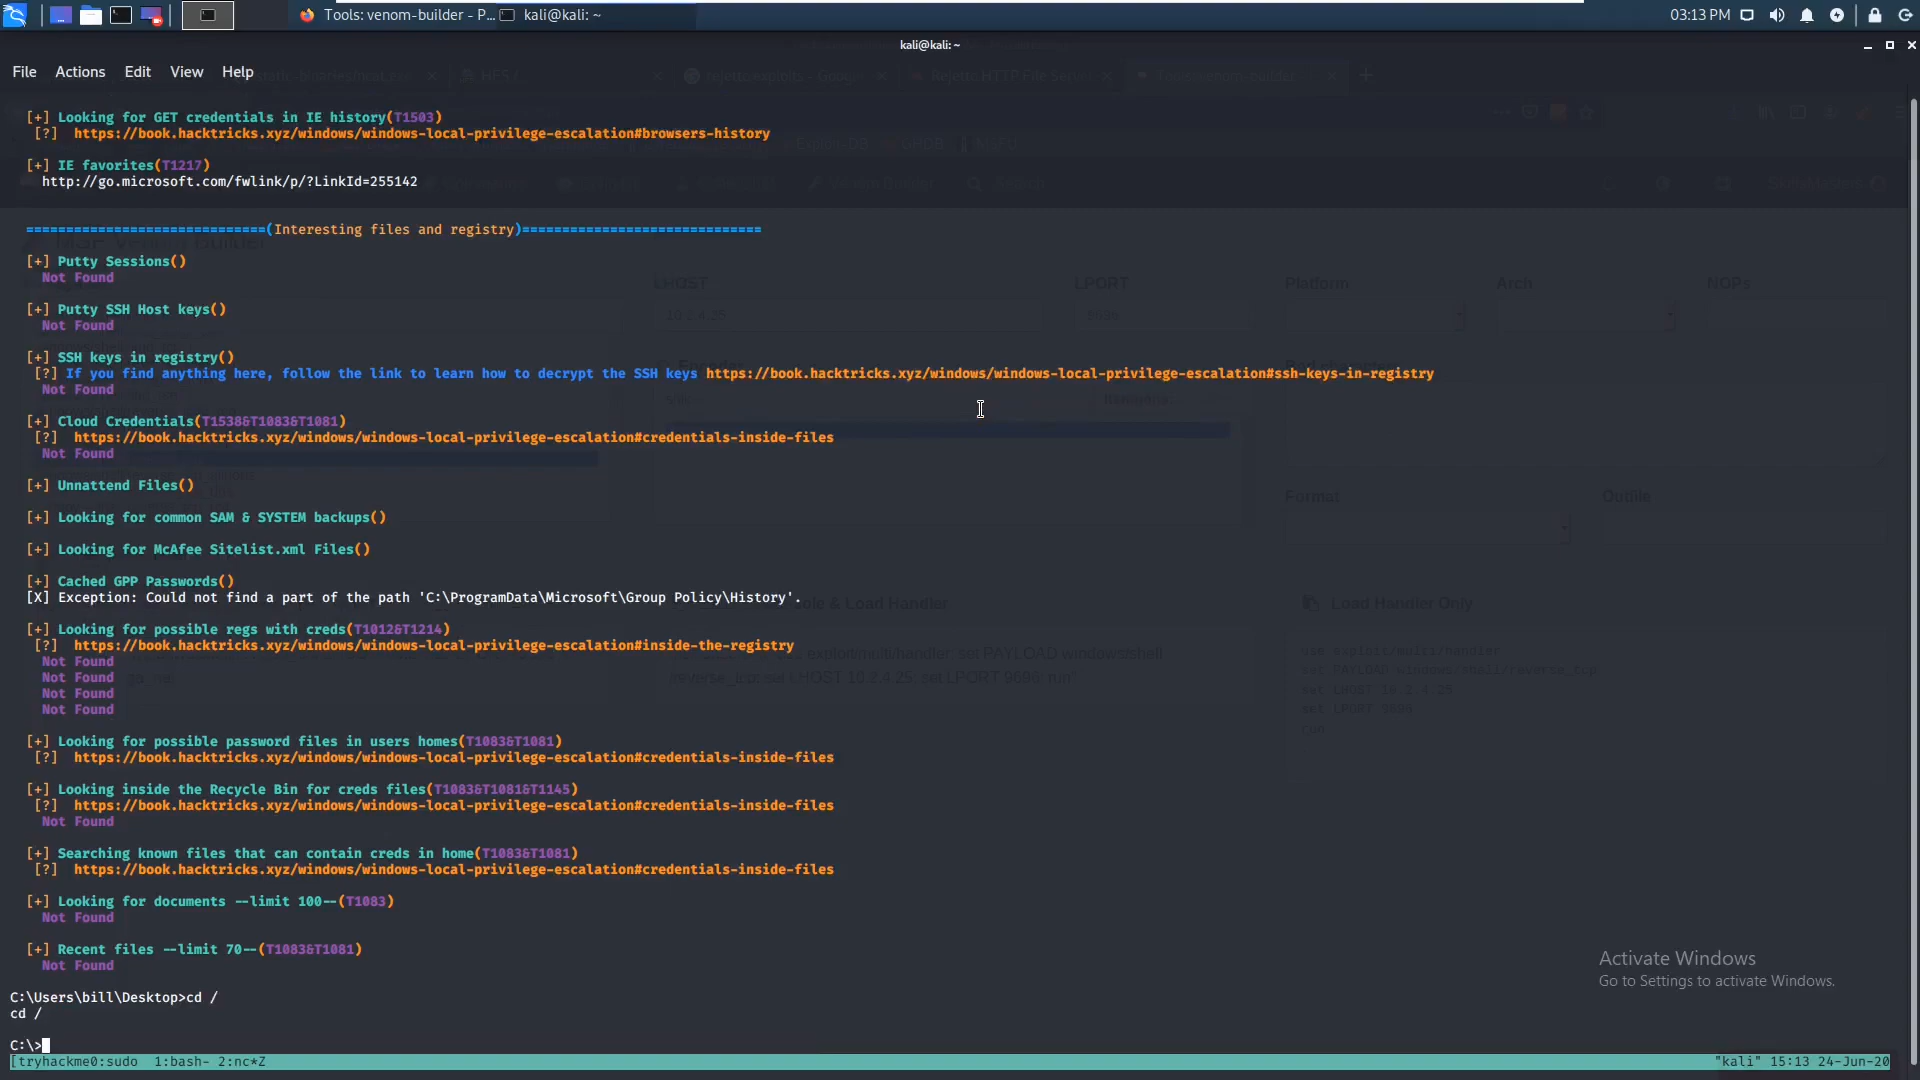 Tools: venom-builder - P...
kali@kali: ~
03:13 PM
kali@kali: ~
File Actions Edit View Help
[+] Looking for GET credentials in IE history(T1503)
[?] https://book.hacktricks.xyz/windows/windows-local-privilege-escalation#browsers-history
[+] IE favorites(T1217)
http://go.microsoft.com/fwlink/p/?LinkId=255142
==============================(Interesting files and registry)==============================
[+] Putty Sessions()
Not Found
LHOST LPORT Platform Arch NOPs
[+] Putty SSH Host keys()
Not Found
[+] SSH keys in registry()
[?] If you find anything here, follow the link to learn how to decrypt the SSH keys https://book.hacktricks.xyz/windows/windows-local-privilege-escalation#ssh-keys-in-registry
Not Found
[+] Cloud Credentials(T1538&T1083&T1081)
[?] https://book.hacktricks.xyz/windows/windows-local-privilege-escalation#credentials-inside-files
Not Found
[+] Unnattend Files()
Format Outfile
[+] Looking for common SAM & SYSTEM backups()
[+] Looking for McAfee Sitelist.xml Files()
[+] Cached GPP Passwords()
[X] Exception: Could not find a part of the path 'C:\ProgramData\Microsoft\Group Policy\History'.
& Load Handler
Load Handler Only
[+] Looking for possible regs with creds(T1012&T1214)
[?] https://book.hacktricks.xyz/windows/windows-local-privilege-escalation#inside-the-registry
Not Found
Not Found
Not Found
Not Found
[+] Looking for possible password files in users homes(T1083&T1081)
[?] https://book.hacktricks.xyz/windows/windows-local-privilege-escalation#credentials-inside-files
[+] Looking inside the Recycle Bin for creds files(T1083&T1081&T1145)
[?] https://book.hacktricks.xyz/windows/windows-local-privilege-escalation#credentials-inside-files
Not Found
[+] Searching known files that can contain creds in home(T1083&T1081)
[?] https://book.hacktricks.xyz/windows/windows-local-privilege-escalation#credentials-inside-files
[+] Looking for documents --limit 100--(T1083)
Not Found
[+] Recent files --limit 70--(T1083&T1081)
Not Found
Activate Windows
Go to Settings to activate Windows.
C:\Users\bill\Desktop>cd /
cd /
C:\>
[tryhackme0:sudo 1:bash- 2:nc*Z
"kali" 15:13 24-Jun-20